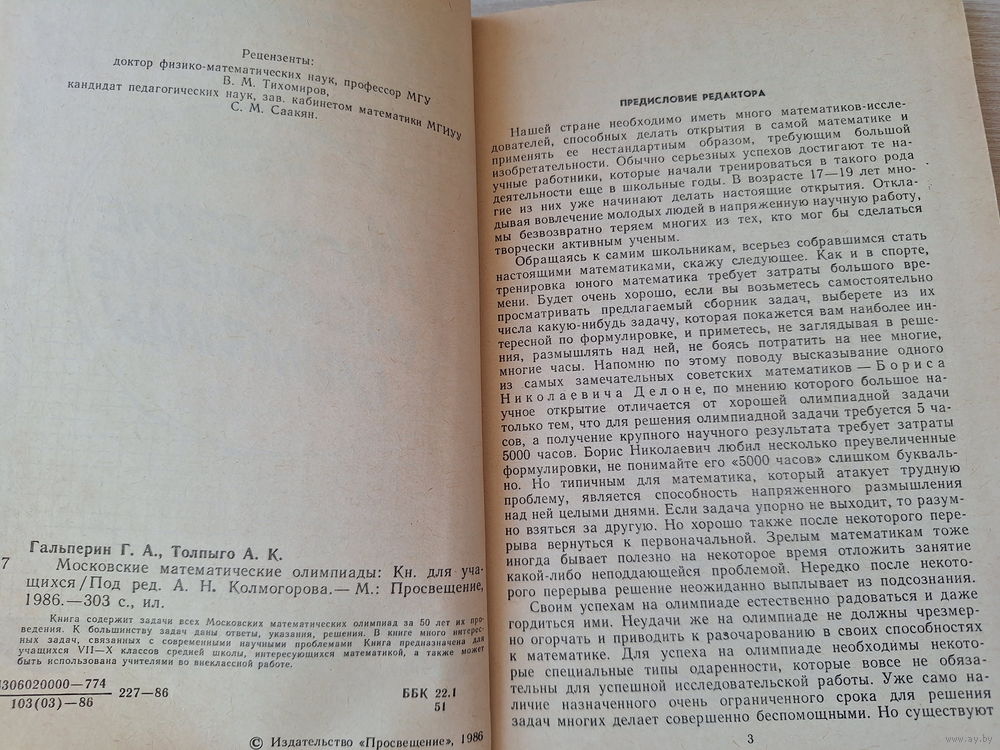 Рецензенты:
доктор физико-математических наук, профессор МГУ
В. М. Тихомиров,
кандидат педагогических наук, зав. кабинетом математики МГИУУ
С. М. Саакян.
Гальперин Г. А., Толпыго А. К.
7 Московские математические олимпиады: Кн. для уча-
щихся/Под ред. А. Н. Колмогорова.— М.: Просвещение,
1986.—303 с., ил.
Книга содержит задачи всех Московских математических олимпиад за 50 лет их про-
ведения. К большинству задач даны ответы, указания, решения. В книге много интерес-
ных задач, связанных с современными научными проблемами Книга предназначена для
учащихся VII—X классов средней школы, интересующихся математикой, а также может
быть использована учителями во внеклассной работе.
4306020000—774
103(03)—86
227—86
ББК 22.1
51
© Издательство «Просвещение», 1986
ПРЕДИСЛОВИЕ РЕДАКТОРА
Нашей стране необходимо иметь много математиков-иссле-
дователей, способных делать открытия в самой математике и
применять ее нестандартным образом, требующим большой
изобретательности. Обычно серьезных успехов достигают те на-
учные работники, которые начали тренироваться в такого рода
деятельности еще в школьные годы. В возрасте 17—19 лет мно-
гие из них уже начинают делать настоящие открытия. Откла-
дывая вовлечение молодых людей в напряженную научную работу,
мы безвозвратно теряем многих из тех, кто мог бы сделаться
творчески активным ученым.
Обращаясь к самим школьникам, всерьез собравшимся стать
настоящими математиками, скажу следующее. Как и в спорте,
тренировка юного математика требует затраты большого вре-
мени. Будет очень хорошо, если вы возьметесь самостоятельно
просматривать предлагаемый сборник задач, выберете из их
числа какую-нибудь задачу, которая покажется вам наиболее ин-
тересной по формулировке, и приметесь, не заглядывая в реше-
ния, размышлять над ней, не боясь потратить на нее многие,
многие часы. Напомню по этому поводу высказывание одного
из самых замечательных советских математиков — Бориса
Николаевича Делоне, по мнению которого большое на-
учное открытие отличается от хорошей олимпиадной задачи
только тем, что для решения олимпиадной задачи требуется 5 ча-
сов, а получение крупного научного результата требует затраты
5000 часов. Борис Николаевич любил несколько преувеличенные
формулировки, не понимайте его «5000 часов» слишком букваль-
но. Но типичным для математика, который атакует трудную
проблему, является способность напряженного размышления
над ней целыми днями. Если задача упорно не выходит, то разум-
но взяться за другую. Но хорошо также после некоторого пере-
рыва вернуться к первоначальной. Зрелым математикам тоже
иногда бывает полезно на некоторое время отложить занятие
какой-либо неподдающейся проблемой. Нередко после некото-
рого перерыва решение неожиданно выплывает из подсознания.
Своим успехам на олимпиаде естественно радоваться и даже
гордиться ими. Неудачи же на олимпиаде не должны чрезмер-
но огорчать и приводить к разочарованию в своих способностях
к математике. Для успеха на олимпиаде необходимы некото-
рые специальные типы одаренности, которые вовсе не обяза-
тельны для успешной исследовательской работы. Уже само на-
личие назначенного очень ограниченного срока для решения
задач многих делает совершенно беспомощными. Но существуют
3
www.ay.by